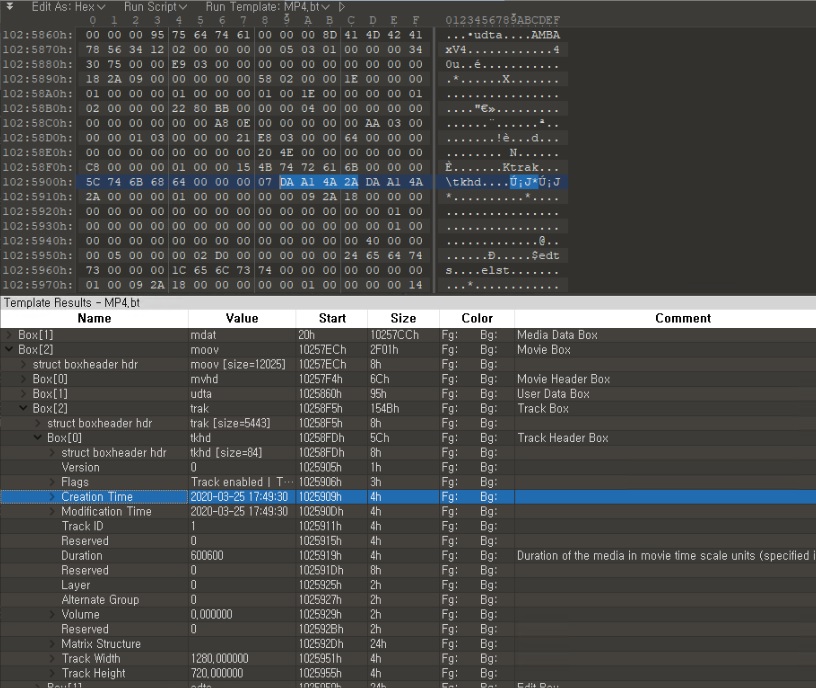 Edit As: Hex Run Script Run Template: MP4.bt
0 1 2 3 4 5 6 7 8 9 A B C D E F 0123456789ABCDEF
102:5860h: 00 00 00 95 75 64 74 61 00 00 00 8D 41 4D 42 41 ...•udta....AMBA
102:5870h: 78 56 34 12 02 00 00 00 00 05 03 01 00 00 00 34 xV4............4
102:5880h: 30 75 00 00 E9 03 00 00 00 00 00 00 00 00 00 00 0u..é...........
102:5890h: 18 2A 09 00 00 00 00 00 58 02 00 00 1E 00 00 00 .*......X.......
102:58A0h: 01 00 00 00 01 00 00 00 01 00 1E 00 00 00 00 01 ................
102:58B0h: 02 00 00 00 22 80 BB 00 00 00 04 00 00 00 00 00 ...."€».........
102:58C0h: 00 00 00 00 00 A8 0E 00 00 00 00 00 AA 03 00 .......¨......ª..
102:58D0h: 00 00 01 03 00 00 00 21 E8 03 00 00 64 00 00 00 .......!è...d...
102:58E0h: 00 00 00 00 00 00 00 00 20 4E 00 00 00 00 00 00 ........ N......
102:58F0h: C8 00 00 00 01 00 00 15 4B 74 72 61 6B 00 00 00 È.......Ktrak...
102:5900h: 5C 74 6B 68 64 00 00 00 07 DA A1 4A 2A DA A1 4A \tkhd....Ú¡J*Ú¡J
102:5910h: 2A 00 00 00 01 00 00 00 00 00 09 2A 18 00 00 00 *..........*....
102:5920h: 00 00 00 00 00 00 00 00 00 00 00 00 00 01 00 00 ................
102:5930h: 00 00 00 00 00 00 00 00 00 00 00 00 00 01 00 00 ................
102:5940h: 00 00 00 00 00 00 00 00 00 00 00 00 00 40 00 00 .............@..
102:5950h: 00 05 00 00 00 02 D0 00 00 00 00 00 24 65 64 74 ......Ð.....$edt
102:5960h: 73 00 00 00 1C 65 6C 73 74 00 00 00 00 00 00 00 s....elst.......
102:5970h: 01 00 09 2A 18 00 00 00 00 00 01 00 00 00 00 14 ...*............
Template Results - MP4.bt
Name Value Start Size Color Comment
Box[1] mdat 20h 10257CCh Fg: Bg: Media Data Box
Box[2] moov 10257ECh 2F01h Fg: Bg: Movie Box
struct boxheader hdr moov [size=12025] 10257ECh 8h Fg: Bg:
Box[0] mvhd 10257F4h 6Ch Fg: Bg: Movie Header Box
Box[1] udta 1025860h 95h Fg: Bg: User Data Box
Box[2] trak 10258F5h 154Bh Fg: Bg: Track Box
struct boxheader hdr trak [size=5443] 10258F5h 8h Fg: Bg:
Box[0] tkhd 10258FDh 5Ch Fg: Bg: Track Header Box
struct boxheader hdr tkhd [size=84] 10258FDh 8h Fg: Bg:
Version 0 1025905h 1h Fg: Bg:
Flags Track enabled | T... 1025906h 3h Fg: Bg:
Creation Time 2020-03-25 17:49:30 1025909h 4h Fg: Bg:
Modification Time 2020-03-25 17:49:30 102590Dh 4h Fg: Bg:
Track ID 1 1025911h 4h Fg: Bg:
Reserved 0 1025915h 4h Fg: Bg:
Duration 600600 1025919h 4h Fg: Bg: Duration of the media in movie time scale units (specified i
Reserved 0 102591Dh 8h Fg: Bg:
Layer 0 1025925h 2h Fg: Bg:
Alternate Group 0 1025927h 2h Fg: Bg:
Volume 0,000000 1025929h 2h Fg: Bg:
Reserved 0 102592Bh 2h Fg: Bg:
Matrix Structure 102592Dh 24h Fg: Bg:
Track Width 1280,000000 1025951h 4h Fg: Bg:
Track Height 720,000000 1025955h 4h Fg: Bg: